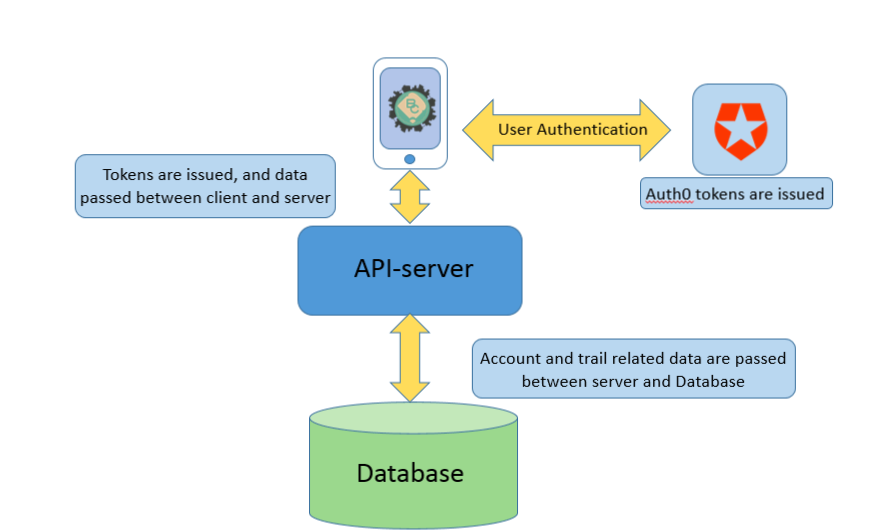 BC
User Authentication
Tokens are issued, and data
passed between client and server
Auth0 tokens are issued
API-server
Account and trail related data are passed
between server and Database
Database